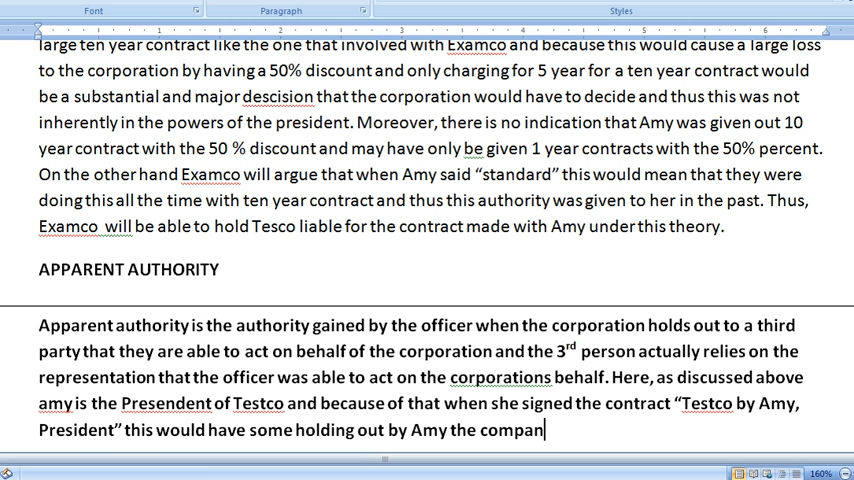 Font Paragraph Styles
1 2 3 4 5 6
large ten year contract like the one that involved with Examco and because this would cause a large loss
to the corporation by having a 50% discount and only charging for 5 year for a ten year contract would
be a substantial and major descision that the corporation would have to decide and thus this was not
inherently in the powers of the president. Moreover, there is no indication that Amy was given out 10
year contract with the 50 % discount and may have only be given 1 year contracts with the 50% percent.
On the other hand Examco will argue that when Amy said “standard” this would mean that they were
doing this all the time with ten year contract and thus this authority was given to her in the past. Thus,
Examco will be able to hold Tesco liable for the contract made with Amy under this theory.
APPARENT AUTHORITY
Apparent authority is the authority gained by the officer when the corporation holds out to a third
party that they are able to act on behalf of the corporation and the 3rd person actually relies on the
representation that the officer was able to act on the corporations behalf. Here, as discussed above
amy is the Presendent of Testco and because of that when she signed the contract “Testco by Amy,
President” this would have some holding out by Amy the compan
160%